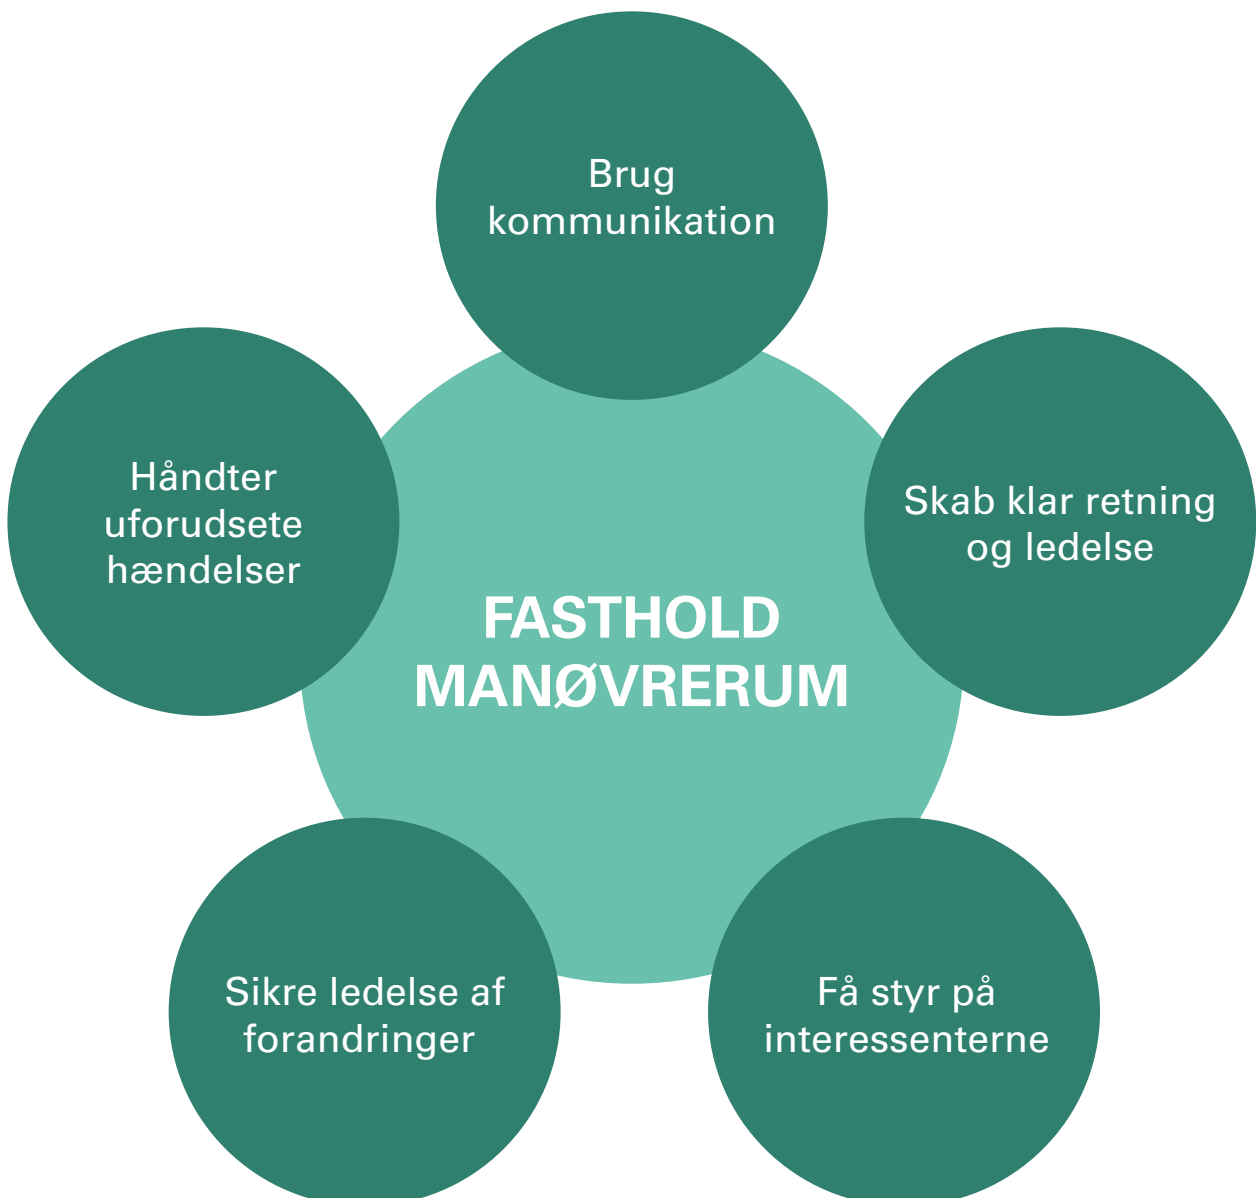 Brug
kommunikation
Håndter
uforudsete
hændelser
Skab klar retning
og ledelse
FASTHOLD
MANØVRERUM
Sikre ledelse af
forandringer
Få styr på
interessenterne